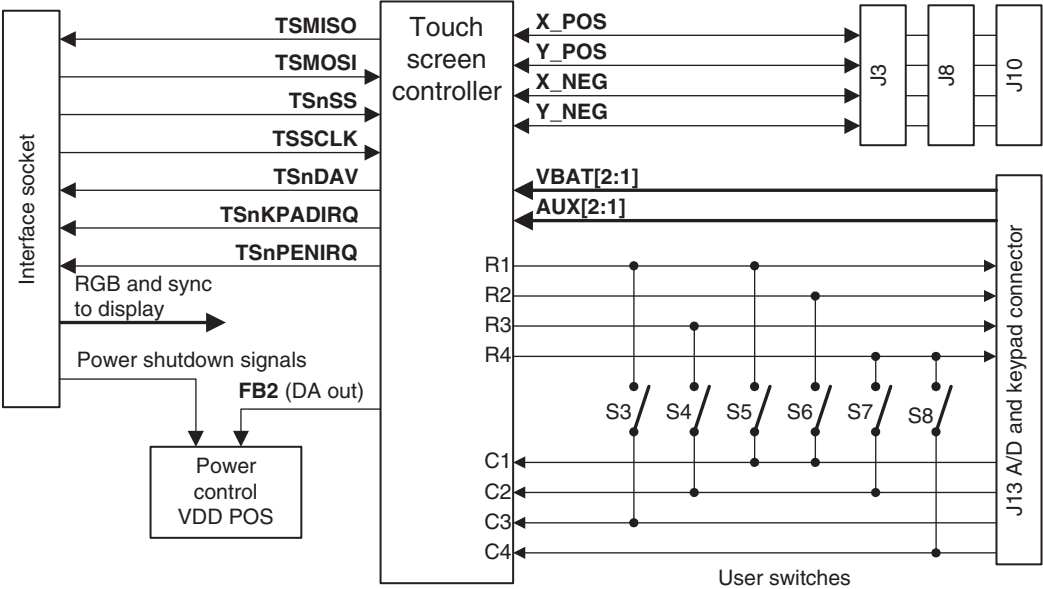 Interface socket
TSMISO
TSMOSI
TSnSS
TSSCLK
TSnDAV
TSnKPADIRQ
TSnPENIRQ
RGB and sync
to display
Power shutdown signals
FB2 (DA out)
Power
control
VDD POS
Touch
screen
controller
X_POS
Y_POS
X_NEG
Y_NEG
J3
J8
J10
VBAT[2:1]
AUX[2:1]
R1
R2
R3
R4
S3
S4
S5
S6
S7
S8
C1
C2
C3
C4
J13 A/D and keypad connector
User switches